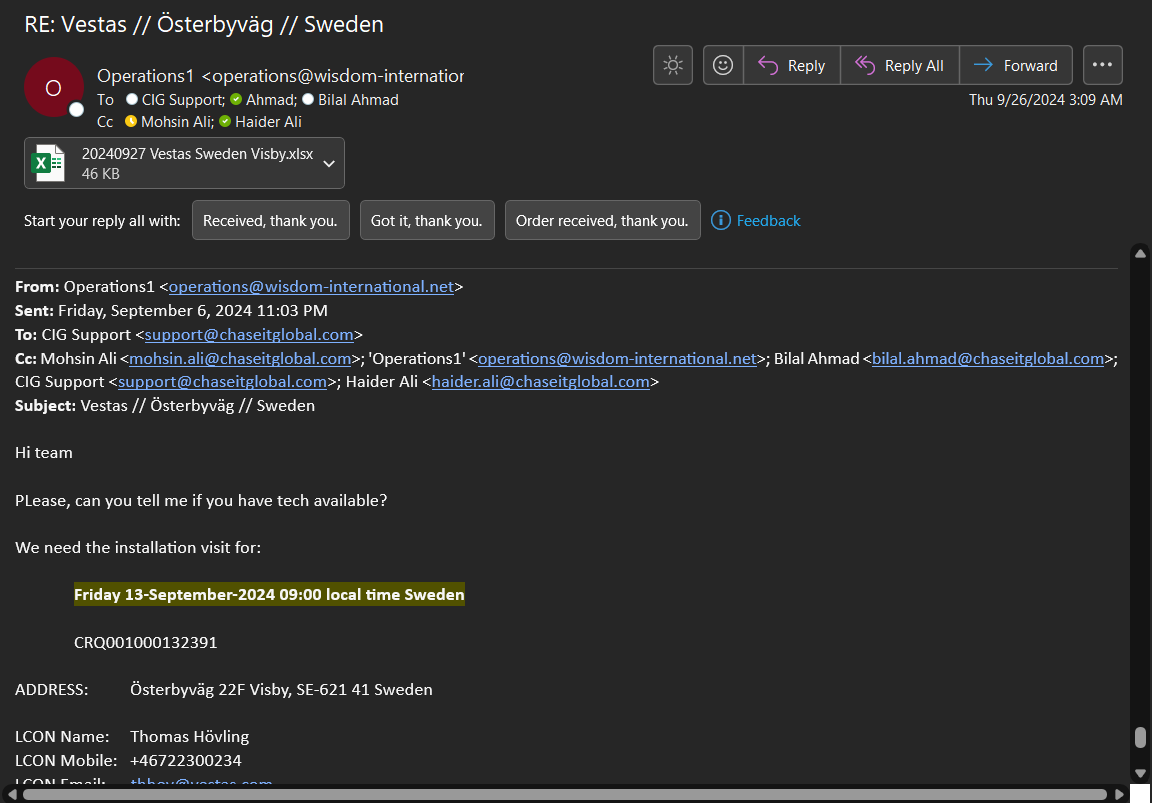 RE: Vestas // Österbyväg // Sweden
O
Operations1 <operations@wisdom-internation
To CIG Support; Ahmad; Bilal Ahmad
Cc Mohsin Ali; Haider Ali
Reply
Reply All
Forward
Thu 9/26/2024 3:09 AM
20240927 Vestas Sweden Visby.xlsx
46 KB
Start your reply all with:
Received, thank you.
Got it, thank you.
Order received, thank you.
Feedback
From: Operations1 <operations@wisdom-international.net>
Sent: Friday, September 6, 2024 11:03 PM
To: CIG Support <support@chaseitglobal.com>
Cc: Mohsin Ali <mohsin.ali@chaseitglobal.com>; 'Operations1' <operations@wisdom-international.net>; Bilal Ahmad <bilal.ahmad@chaseitglobal.com>;
CIG Support <support@chaseitglobal.com>; Haider Ali <haider.ali@chaseitglobal.com>
Subject: Vestas // Österbyväg // Sweden
Hi team
PLease, can you tell me if you have tech available?
We need the installation visit for:
Friday 13-September-2024 09:00 local time Sweden
CRQ001000132391
ADDRESS: Österbyväg 22F Visby, SE-621 41 Sweden
LCON Name: Thomas Hövling
LCON Mobile: +46722300234
LCON Email: thhov@vestas.com